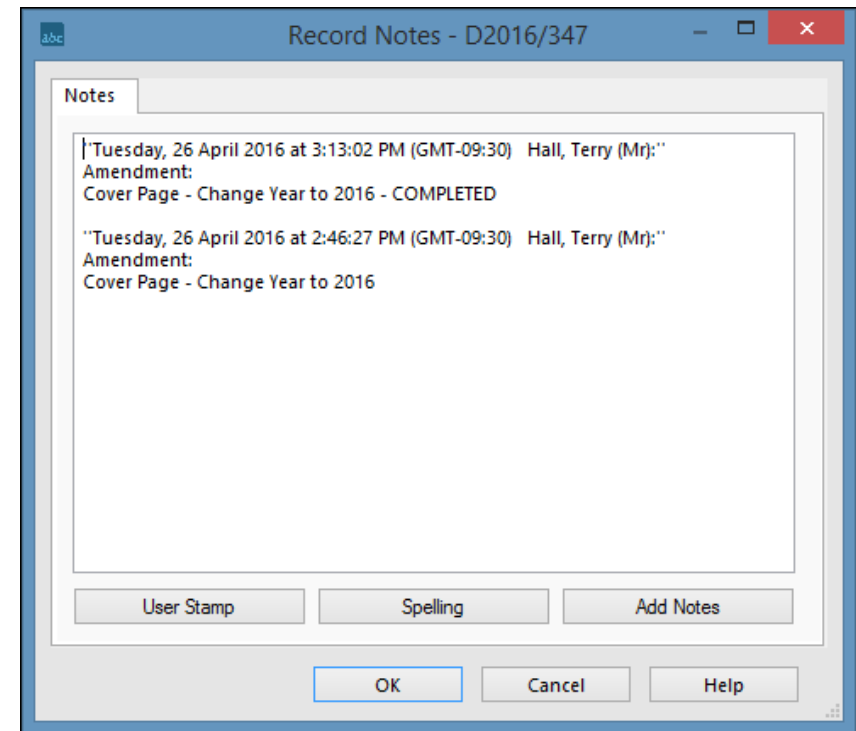 abc
Record Notes - D2016/347
Notes
''Tuesday, 26 April 2016 at 3:13:02 PM (GMT-09:30)   Hall, Terry (Mr):''
Amendment:
Cover Page - Change Year to 2016 - COMPLETED
''Tuesday, 26 April 2016 at 2:46:27 PM (GMT-09:30)   Hall, Terry (Mr):''
Amendment:
Cover Page - Change Year to 2016
User Stamp
Spelling
Add Notes
OK
Cancel
Help